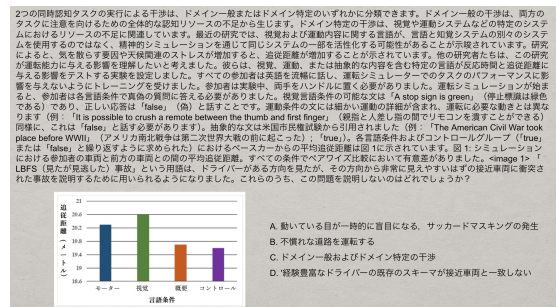 2つの同時認知タスクの実行による干渉は、ドメイン一般またはドメイン特定のいずれかに分類できます。ドメイン一般の干渉は、両方の
タスクに注意を向けるための全体的な認知リソースの不足から生じます。ドメイン特定の干渉は、視覚や運動システムなどの特定のシステ
ムにおけるリソースの不足に関連しています。最近の研究では、視覚および運動内容に関する言語が、言語と知覚システムの別々のシステム
を使用するのではなく、精神的シミュレーションを通じて同じシステムの一部を活性化する可能性があることが示唆されています。研究
によると、気を散らす要因や天候関連のストレスが増加すると、追従距離が増加することが示されています。他の研究者たちは、この研究
が運転能力に与える影響を理解したいと考えました。彼らは、視覚、運動、または抽象的な内容を含む特定の言語が反応時間と追従距離に
与える影響をテストする実験を設定しました。すべての参加者は英語を流暢に話し、運転シミュレーターでのタスクのパフォーマンスに影
響を与えないようにトレーニングを受けました。参加者は実験中、両手をハンドルに置く必要がありました。運転シミュレーションが始ま
ると、参加者は各言語条件で真偽の質問に答える必要がありました。視覚言語条件の可能な文は「A stop sign is green」（停止標識は緑色
である）であり、正しい応答は「false」（偽）と話すことです。運動条件の文には細かい運動の詳細が含まれ、運転に必要な動きとは異な
ります（例：「It is possible to crush a remote between the thumb and first finger」（親指と人差し指の間でリモコンを潰すことができる）
同様に、これは「false」と話す必要があります）。抽象的な文は米国市民権試験から引用されました（例：「The American Civil War took
place before WWII」（アメリカ南北戦争は第二次世界大戦の前に起こった）；「true」）。各言語条件およびコントロールグループ（「true」
または「false」と繰り返すように求められた）におけるペースカーからの平均追従距離は図 1に示されています。図 1: シミュレーション
における参加者の車両と前方の車両との間の平均追従距離。すべての条件でペアワイズ比較において有意差がありました。<image 1> 「
LBFS（見たが見逃した）事故」という用語は、ドライバーがある方向を見たが、その方向から非常に見えやすいはずの接近車両に衝突さ
れた事故を説明するために用いられるようになりました。これらのうち、この問題を説明しないのはどれでしょうか？
追従距離（メートル）
21
20.6
20.2
19.8
19.4
19
18.6
モーター 視覚 概要 コントロール
言語条件
A. 動いている目が一時的に盲目になる、サッカードマスキングの発生
B. 不慣れな道路を運転する
C. ドメイン一般およびドメイン特定の干渉
D. '経験豊富なドライバーの既存のスキーマが接近車両と一致しない